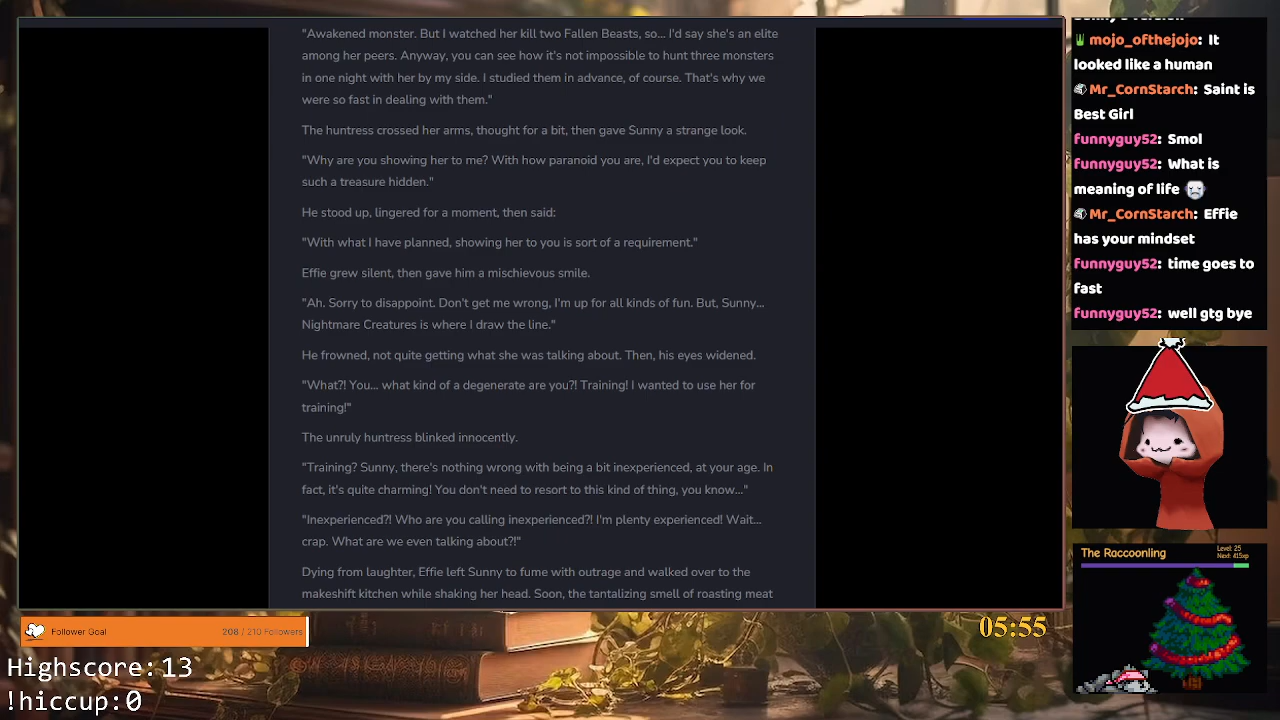 "Awakened monster. But I watched her kill two Fallen Beasts, so... I'd say she's an elite
among her peers. Anyway, you can see how it's not impossible to hunt three monsters
in one night with her by my side. I studied them in advance, of course. That's why we
were so fast in dealing with them."
The huntress crossed her arms, thought for a bit, then gave Sunny a strange look.
"Why are you showing her to me? With how paranoid you are, I'd expect you to keep
such a treasure hidden."
He stood up, lingered for a moment, then said:
"With what I have planned, showing her to you is sort of a requirement."
Effie grew silent, then gave him a mischievous smile.
"Ah. Sorry to disappoint. Don't get me wrong, I'm up for all kinds of fun. But, Sunny...
Nightmare Creatures is where I draw the line."
He frowned, not quite getting what she was talking about. Then, his eyes widened.
"What?! You... what kind of a degenerate are you?! Training! I wanted to use her for
training!"
The unruly huntress blinked innocently.
"Training? Sunny, there's nothing wrong with being a bit inexperienced, at your age. In
fact, it's quite charming! You don't need to resort to this kind of thing, you know..."
"Inexperienced?! Who are you calling inexperienced?! I'm plenty experienced! Wait...
crap. What are we even talking about?!"
Dying from laughter, Effie left Sunny to fume with outrage and walked over to the
makeshift kitchen while shaking her head. Soon, the tantalizing smell of roasting meat
mojo_ofthejojo: It
looked like a human
Mr_CornStarch: Saint is
Best Girl
funnyguy52: Smol
funnyguy52: What is
meaning of life
Mr_CornStarch: Effie
has your mindset
funnyguy52: time goes to
fast
funnyguy52: well gtg bye
The Raccoonling
Level: 25
Next: 415xp
Follower Goal
208 / 210 Followers
05:55
Highscore:13
!hiccup:0